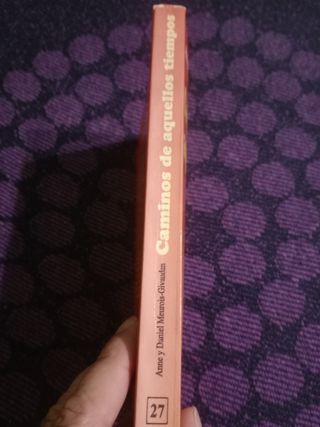 Anne y Daniel Meurois-Givaudan Caminos de aquellos tiempos
27